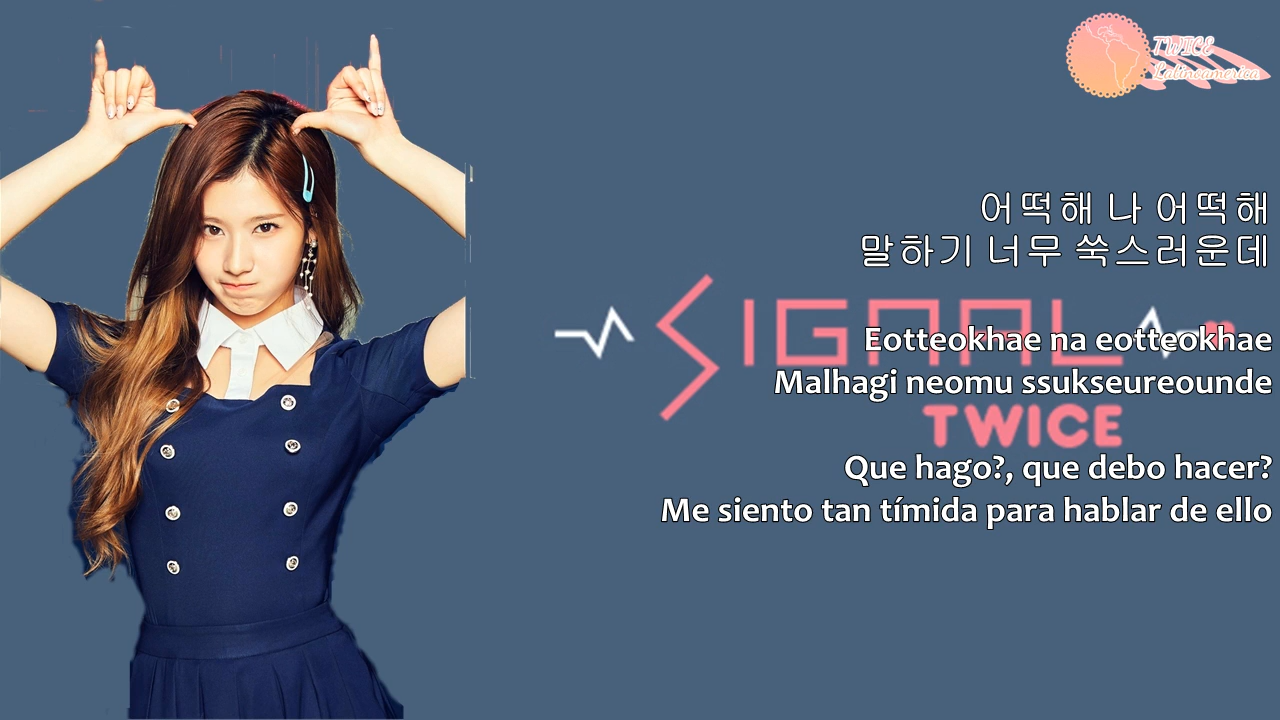 TWICE
Latinoamerica
어떡해 나 어떡해
말하기 너무 쑥스러운데
SIGNAL
Eotteokhae na eotteokhae
Malhagi neomu ssukseureounde
TWICE
Que hago?, que debo hacer?
Me siento tan tímida para hablar de ello